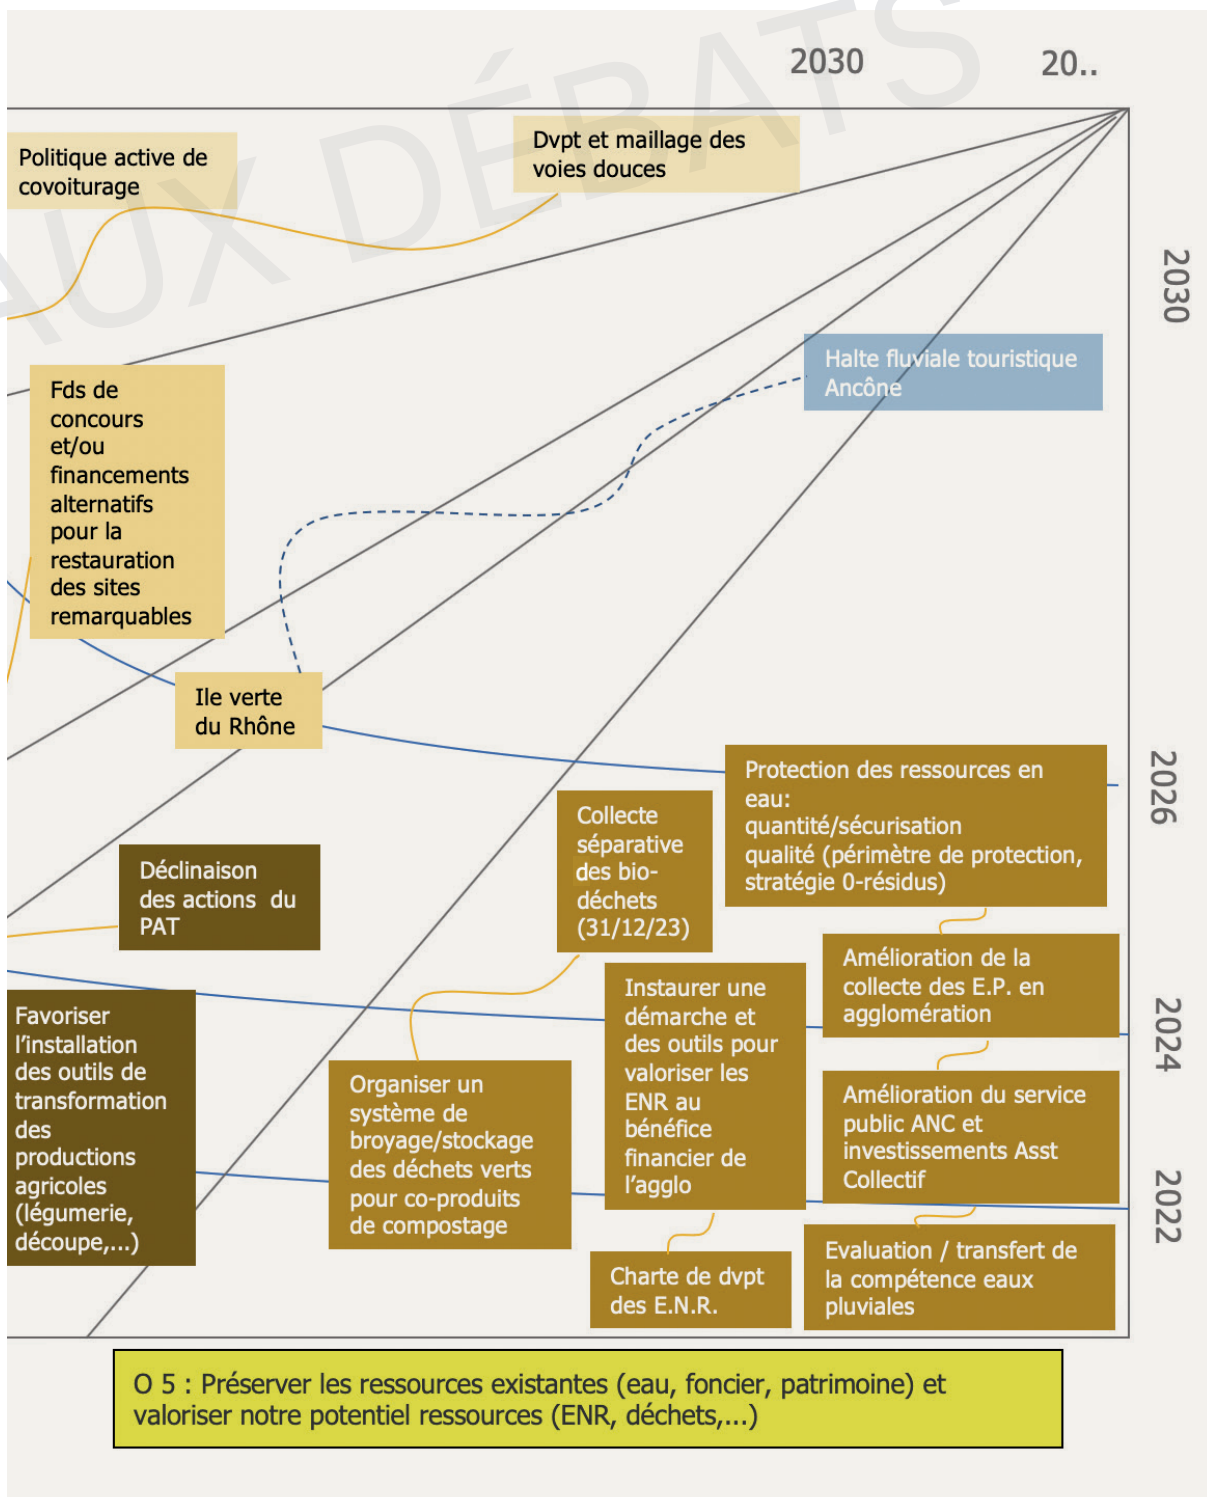 AUX DÉBATS
2030
20..
Politique active de
covoiturage
Dvpt et maillage des
voies douces
2030
Halte fluviale touristique
Ancône
Fds de
concours
et/ou
financements
alternatifs
pour la
restauration
des sites
remarquables
Ile verte
du Rhône
Protection des ressources en
eau:
quantité/sécurisation
qualité (périmètre de protection,
stratégie 0-résidus)
2026
Collecte
séparative
des bio-
déchets
(31/12/23)
Déclinaison
des actions du
PAT
Amélioration de la
collecte des E.P. en
agglomération
Instaurer une
démarche et
des outils pour
valoriser les
ENR au
bénéfice
financier de
l'agglo
2024
Favoriser
l'installation
des outils de
transformation
des
productions
agricoles
(légumerie,
découpe,...)
Organiser un
système de
broyage/stockage
des déchets verts
pour co-produits
de compostage
Amélioration du service
public ANC et
investissements Asst
Collectif
2022
Charte de dvpt
des E.N.R.
Evaluation / transfert de
la compétence eaux
pluviales
O 5 : Préserver les ressources existantes (eau, foncier, patrimoine) et
valoriser notre potentiel ressources (ENR, déchets,...)